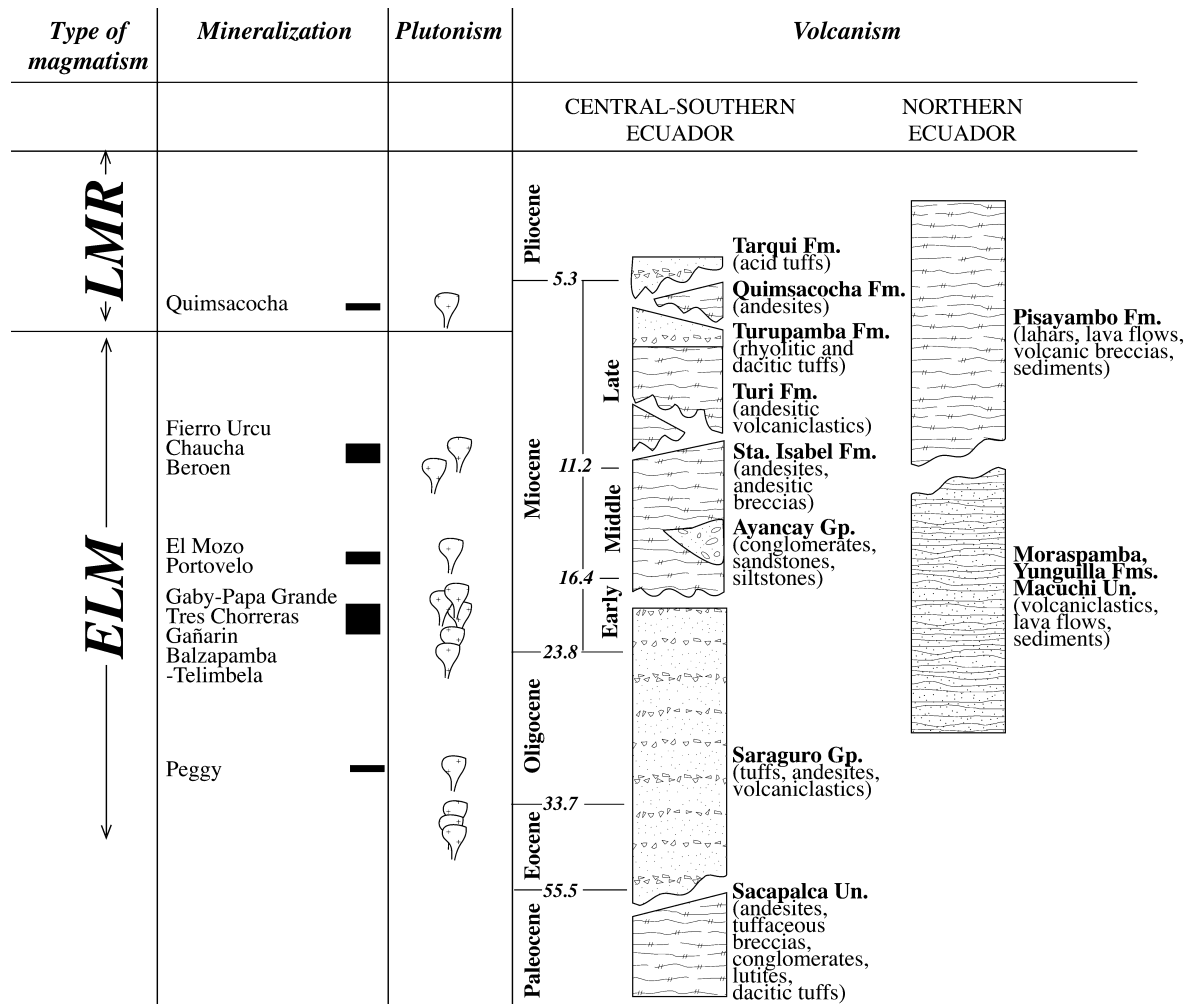 Type of
magmatism
Mineralization
Plutonism
Volcanism
CENTRAL-SOUTHERN
ECUADOR
NORTHERN
ECUADOR
LMR
ELM
Quimsacocha
Fierro Urcu
Chaucha
Beroen
El Mozo
Portovelo
Gaby-Papa Grande
Tres Chorreras
Gañarin
Balzapamba
-Telimbela
Peggy
Pliocene
5.3
Miocene
Late
11.2
Middle
16.4
Early
23.8
Oligocene
33.7
Eocene
55.5
Paleocene
Tarqui Fm.
(acid tuffs)
Quimsacocha Fm.
(andesites)
Turupamba Fm.
(rhyolitic and
dacitic tuffs)
Turi Fm.
(andesitic
volcaniclastics)
Sta. Isabel Fm.
(andesites,
andesitic
breccias)
Ayancay Gp.
(conglomerates,
sandstones,
siltstones)
Saraguro Gp.
(tuffs, andesites,
volcaniclastics)
Sacapalca Un.
(andesites,
tuffaceous
breccias,
conglomerates,
lutites,
dacitic tuffs)
Pisayambo Fm.
(lahars, lava flows,
volcanic breccias,
sediments)
Moraspamba,
Yunguilla Fms.
Macuchi Un.
(volcaniclastics,
lava flows,
sediments)